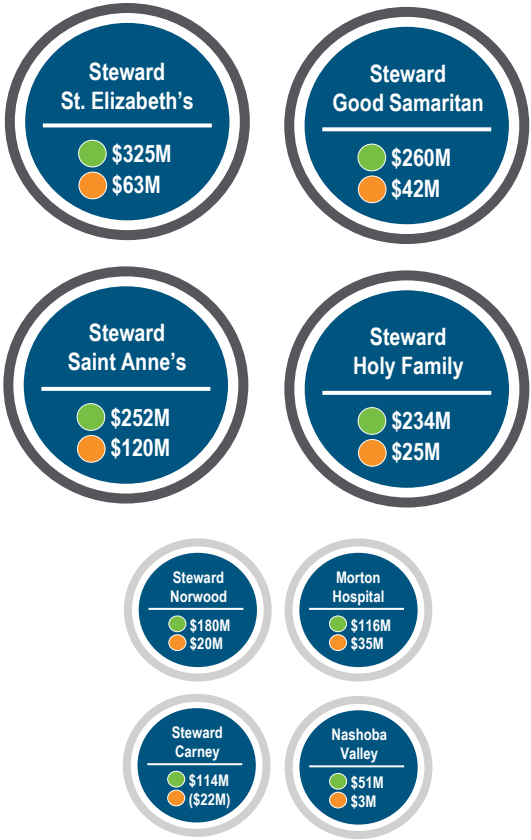 Steward
St. Elizabeth's
$325M
$63M
Steward
Good Samaritan
$260M
$42M
Steward
Saint Anne's
$252M
$120M
Steward
Holy Family
$234M
$25M
Steward
Norwood
$180M
$20M
Morton
Hospital
$116M
$35M
Steward
Carney
$114M
($22M)
Nashoba
Valley
$51M
$3M